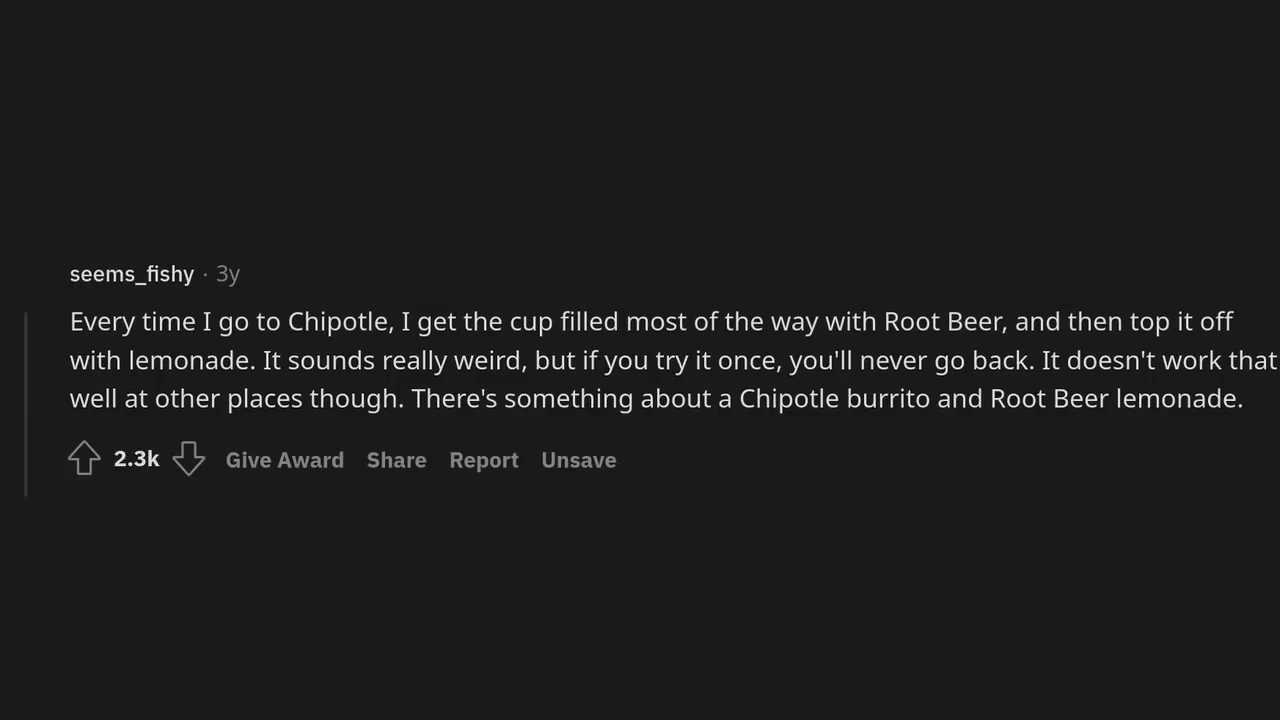 seems_fishy · 3y
Every time I go to Chipotle, I get the cup filled most of the way with Root Beer, and then top it off
with lemonade. It sounds really weird, but if you try it once, you'll never go back. It doesn't work that
well at other places though. There's something about a Chipotle burrito and Root Beer lemonade.
2.3k Give Award Share Report Unsave